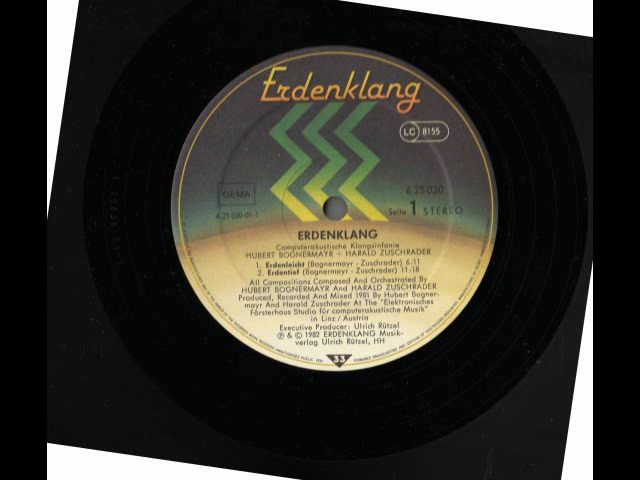 Erdenklang
LC 8155
GEMA
6.25 030
6.25 030-01-1
Seite 1 STEREO
ERDENKLANG
Computerakustische Klangsinfonie
HUBERT BOGNERMAYR + HARALD ZUSCHRADER
1. Erdenleicht (Bognermayr - Zuschrader) 6:11
2. Erdentief (Bognermayr - Zuschrader) 11:18
All Compositions Composed And Orchestrated By
HUBERT BOGNERMAYR And HARALD ZUSCHRADER
Produced, Recorded And Mixed 1981 By Hubert Bogner-
mayr And Harald Zuschrader At The "Elektronisches
Försterhaus Studio für computerakustische Musik"
in Linz / Austria
Executive Producer: Ulrich Rützel
℗ & © 1982 ERDENKLANG Musik-
verlag Ulrich Rützel, HH
33